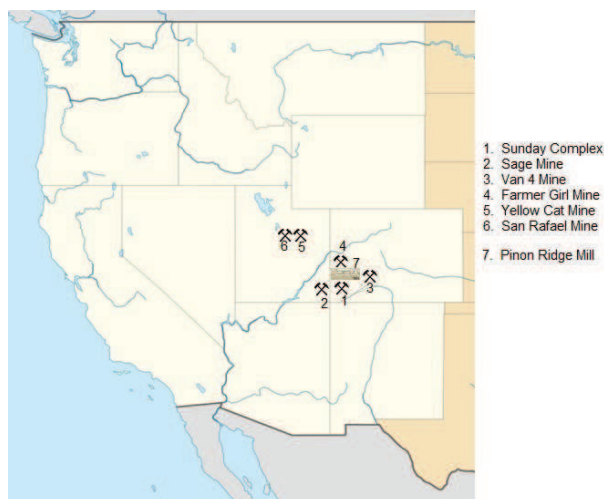 1. Sunday Complex
2. Sage Mine
3. Van 4 Mine
4. Farmer Girl Mine
5. Yellow Cat Mine
6. San Rafael Mine
7. Pinon Ridge Mill
6 5
4
7
3
2 1